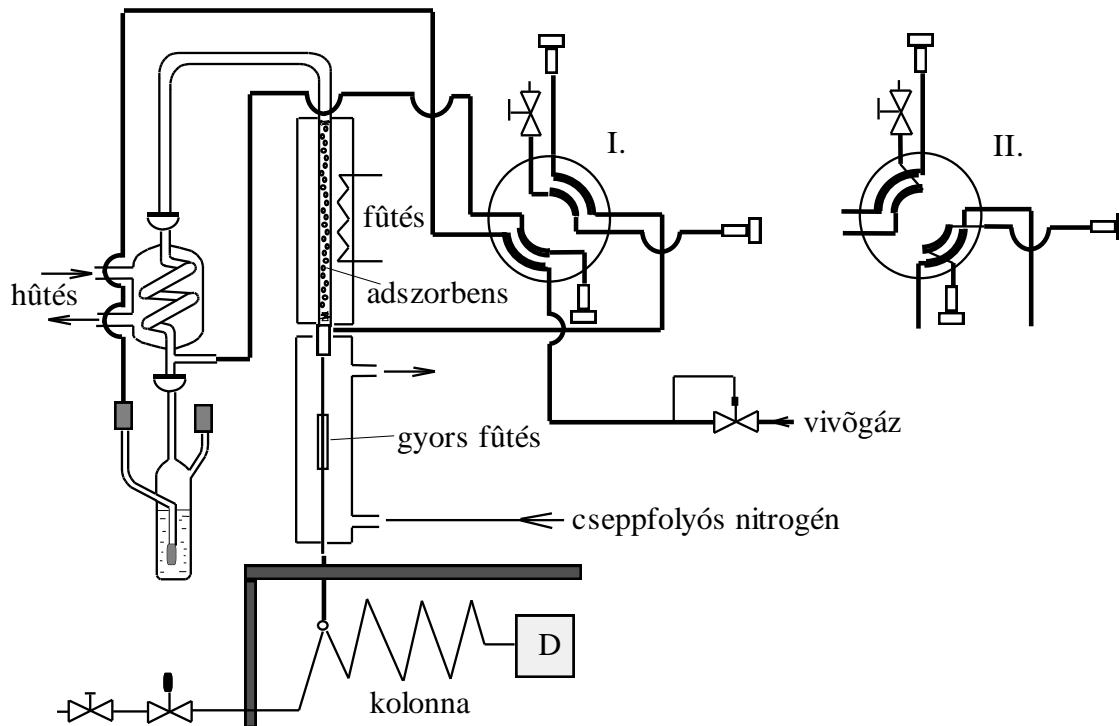 I.
II.
fûtés
adszorbens
hûtés
gyors fûtés
vivõgáz
cseppfolyós nitrogén
D
kolonna